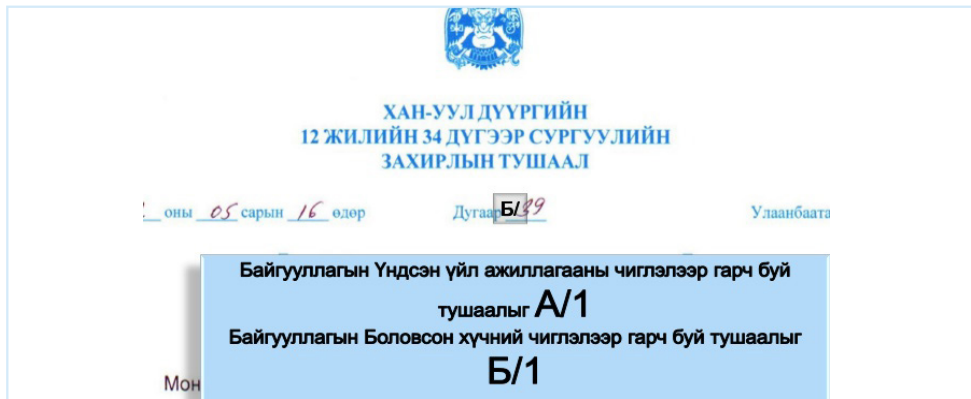 ХАН-УУЛ ДҮҮРГИЙН
12 ЖИЛИЙН 34 ДҮГЭЭР СУРГУУЛИЙН
ЗАХИРЛЫН ТУШААЛ
оны 05 сарын 16 өдөр Дугаар Б/39 Улаанбаата
Байгууллагын Үндсэн үйл ажиллагааны чиглэлээр гарч буй
тушаалыг А/1
Байгууллагын Боловсон хүчний чиглэлээр гарч буй тушаалыг
Б/1
Мон